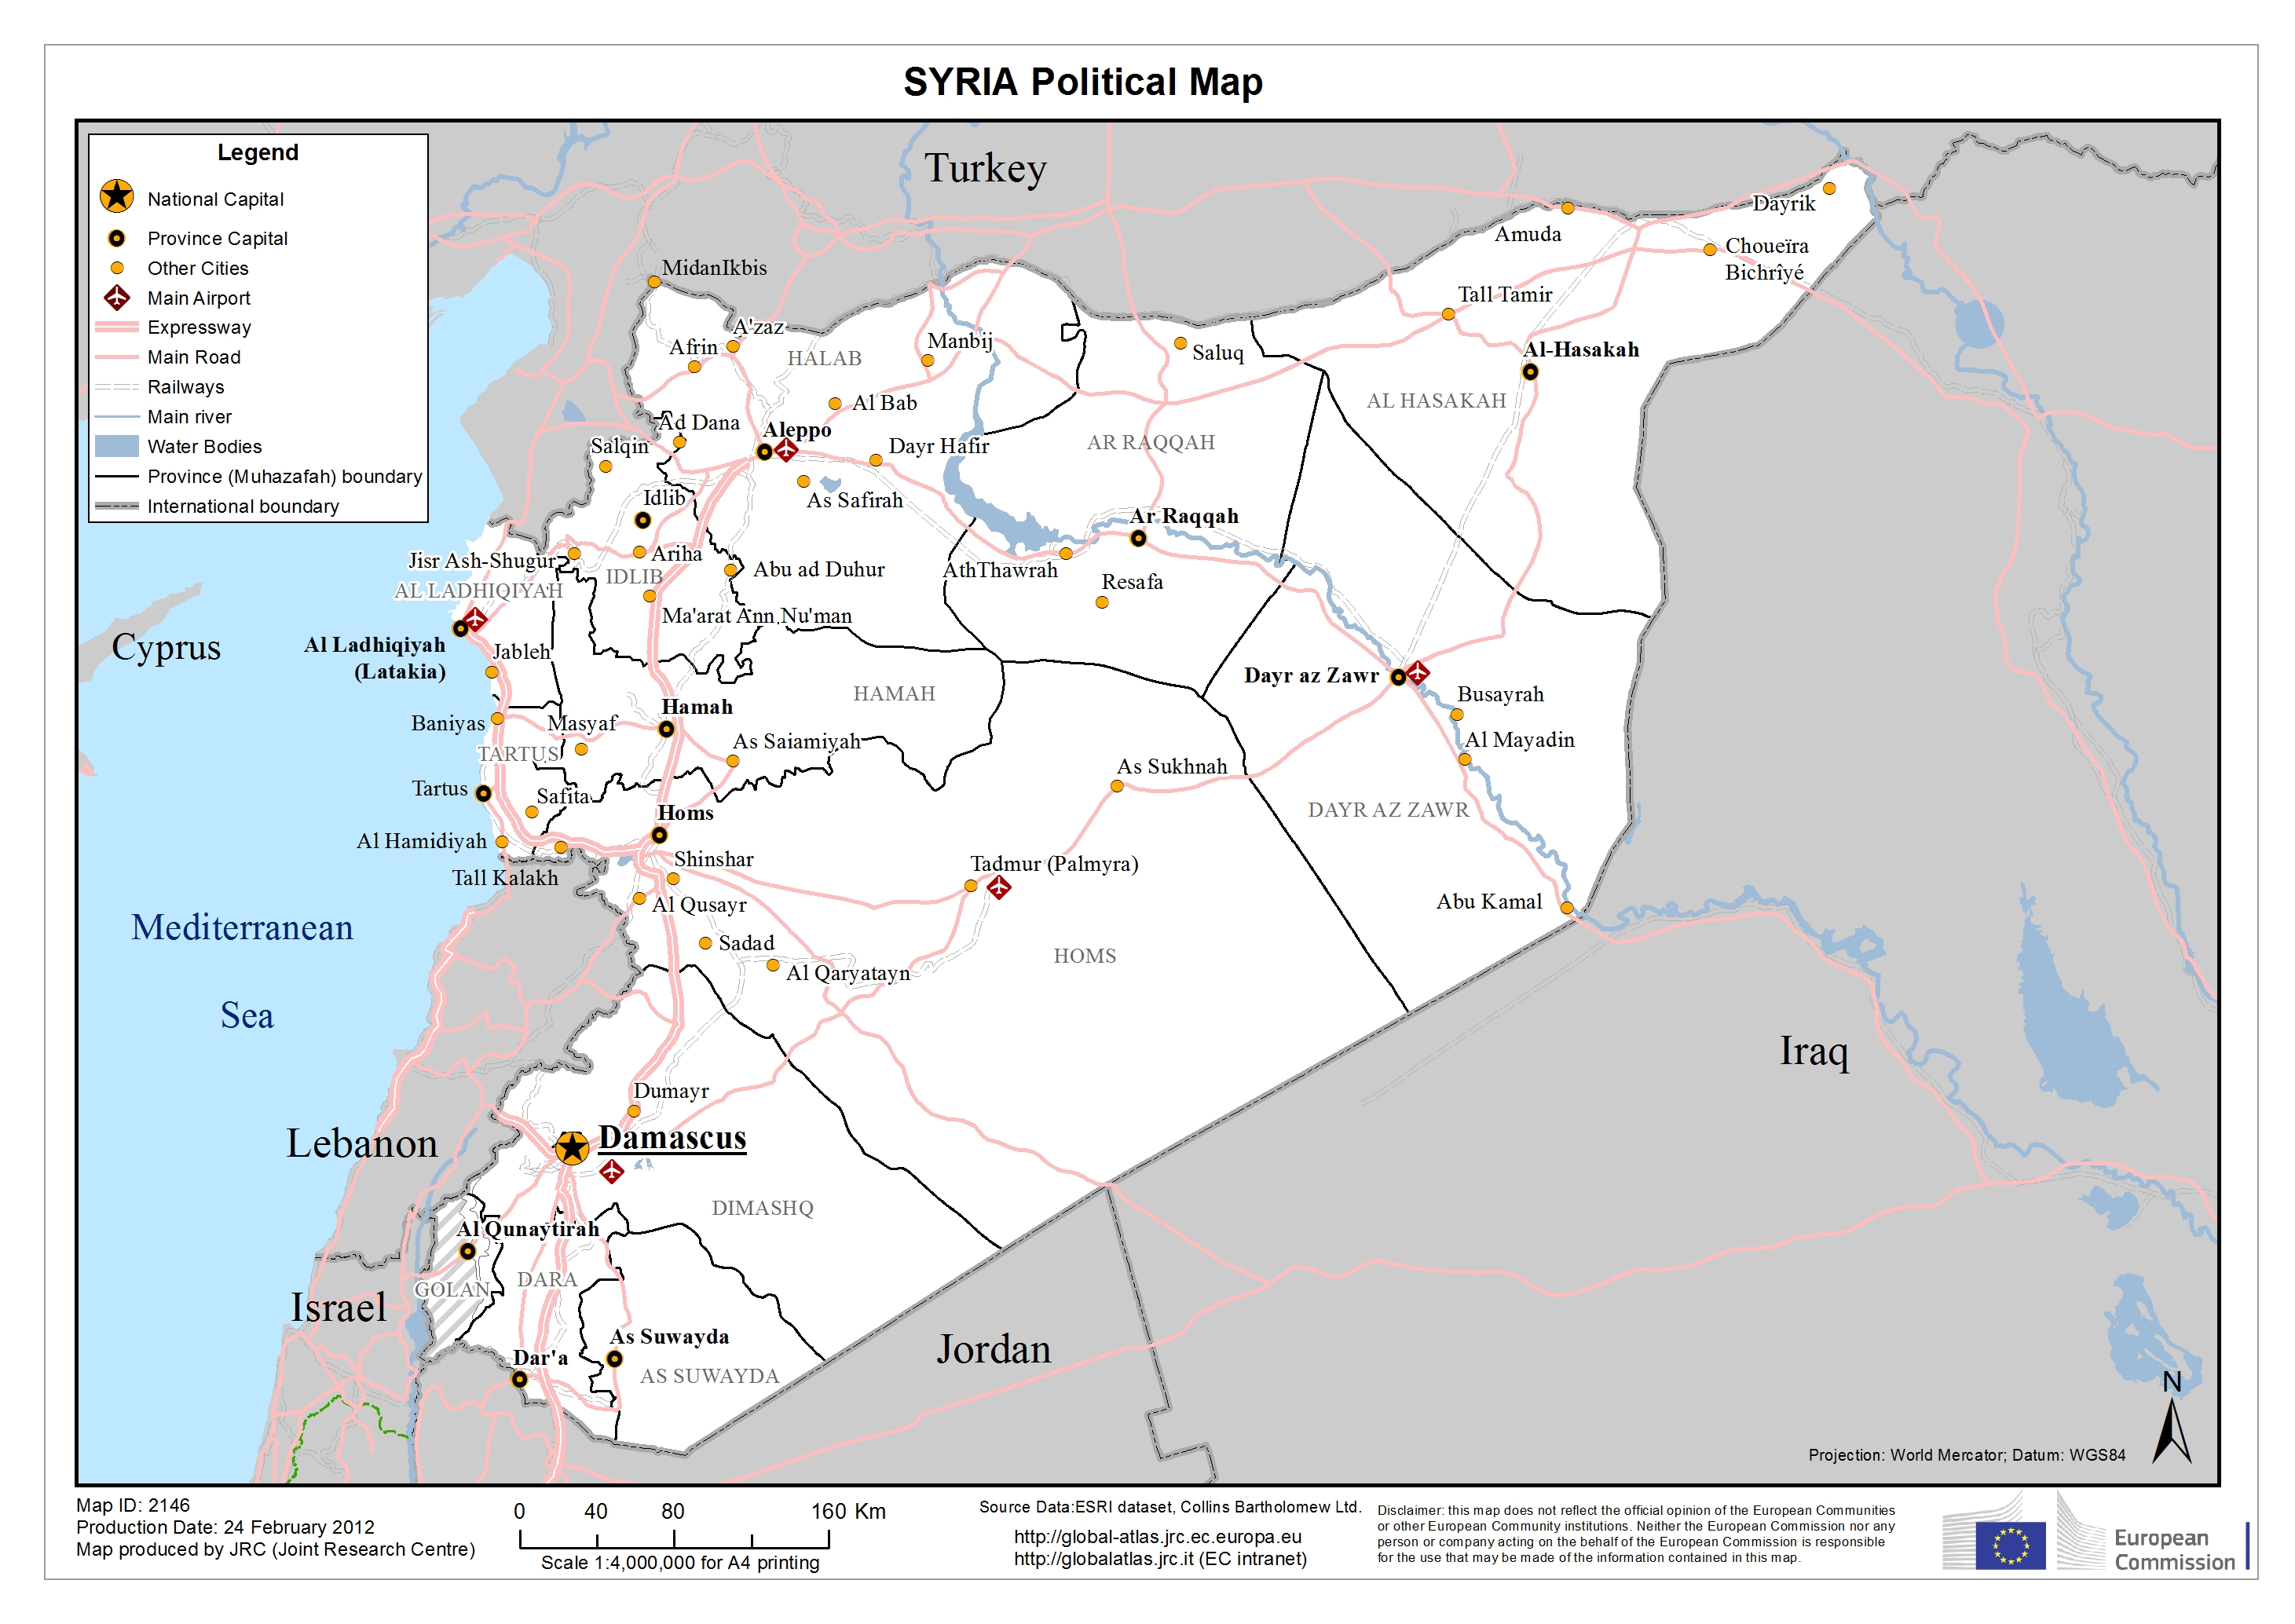 SYRIA Political Map
Legend
National Capital
Province Capital
Other Cities
Main Airport
Expressway
Main Road
Railways
Main river
Water Bodies
Province (Muhazafah) boundary
International boundary
Turkey
Dayrik
Amuda
Choueïra
Bichrîyé
MidanIkbis
Tall Tamir
A'zaz
Afrin
HALAB
Manbij
Saluq
Al-Hasakah
AL HASAKAH
Al Bab
Ad Dana
Aleppo
Salqin
Dayr Hafir
AR RAQQAH
Idlib
As Safirah
Ar Raqqah
Jisr Ash-Shugur
Ariha
Abu ad Duhur
AthThawrah
IDLIB
Resafa
AL LADHIQIYAH
Ma'arat Ann Nu'man
Cyprus
Al Ladhiqiyah
(Latakia)
Jableh
Dayr az Zawr
Busayrah
HAMAH
Hamah
Baniyas
Masyaf
As Saiamiyah
Al Mayadin
TARTUS
As Sukhnah
Tartus
Safita
Homs
DAYR AZ ZAWR
Al Hamidiyah
Shinshar
Tadmur (Palmyra)
Tall Kalakh
Al Qusayr
Abu Kamal
Mediterranean
Sea
Sadad
HOMS
Al Qaryatayn
Iraq
Dumayr
Lebanon
Damascus
DIMASHQ
Al Qunaytirah
DARA
GOLAN
Israel
As Suwayda
Jordan
Dar'a
AS SUWAYDA
N
Projection: World Mercator; Datum: WGS84
Map ID: 2146
Production Date: 24 February 2012
Map produced by JRC (Joint Research Centre)
0 40 80 160 Km
Scale 1:4,000,000 for A4 printing
Source Data:ESRI dataset, Collins Bartholomew Ltd.
http://global-atlas.jrc.ec.europa.eu
http://globalatlas.jrc.it (EC intranet)
Disclaimer: this map does not reflect the official opinion of the European Communities
or other European Community institutions. Neither the European Commission nor any
person or company acting on the behalf of the European Commission is responsible
for the use that may be made of the information contained in this map.
European
Commission